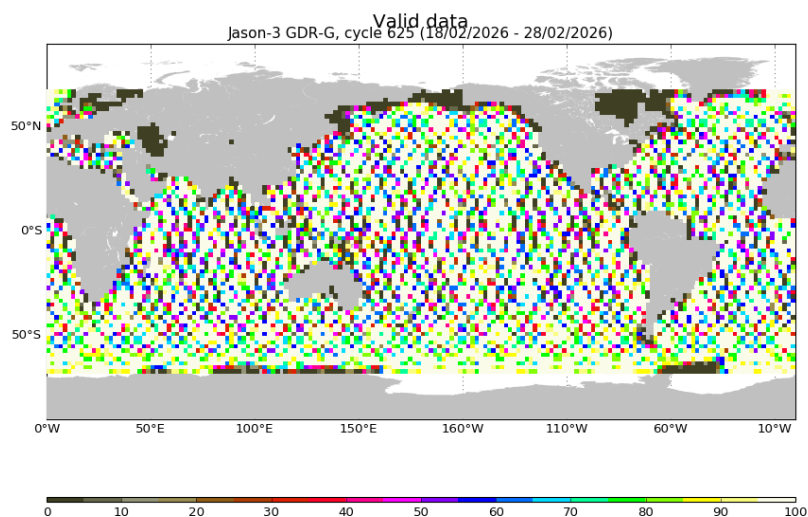 Valid data
Jason-3 GDR-G, cycle 625 (18/02/2026 - 28/02/2026)
50°N
0°S
50°S
0°W 50°E 100°E 150°E 160°W 110°W 60°W 10°W
0 10 20 30 40 50 60 70 80 90 100